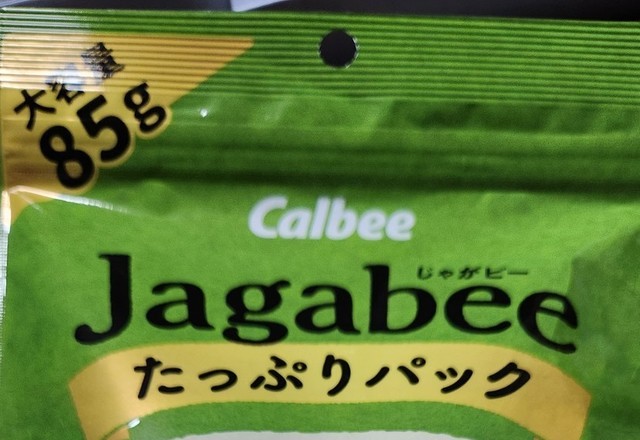 大容量
85g
Calbee
じゃがビー
Jagabee
たっぷりパック